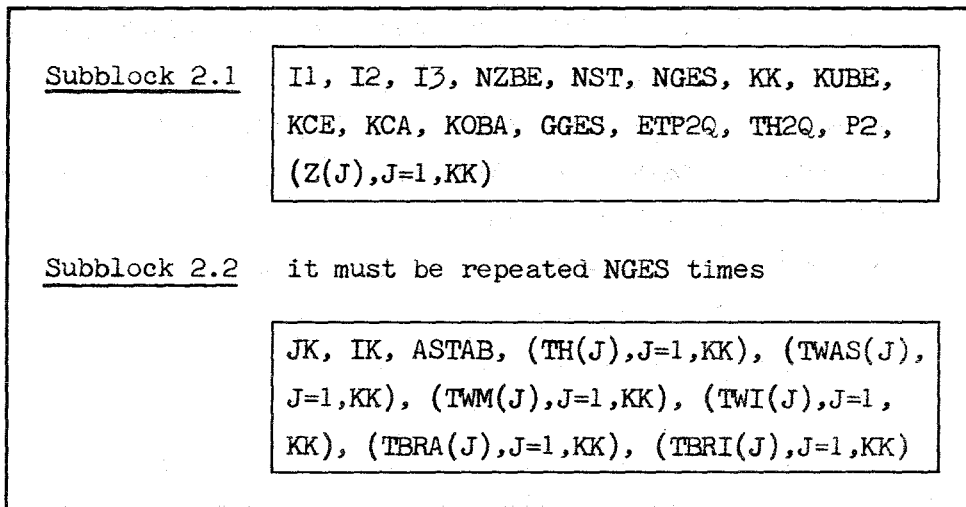 Subblock 2.1 I1, I2, I3, NZBE, NST, NGES, KK, KUBE,
KCE, KCA, KOBA, GGES, ETP2Q, TH2Q, P2,
(Z(J),J=1,KK)
Subblock 2.2 it must be repeated NGES times
JK, IK, ASTAB, (TH(J),J=1,KK), (TWAS(J),
J=1,KK), (TWM(J),J=1,KK), (TWI(J),J=1,
KK), (TBRA(J),J=1,KK), (TBRI(J),J=1,KK)